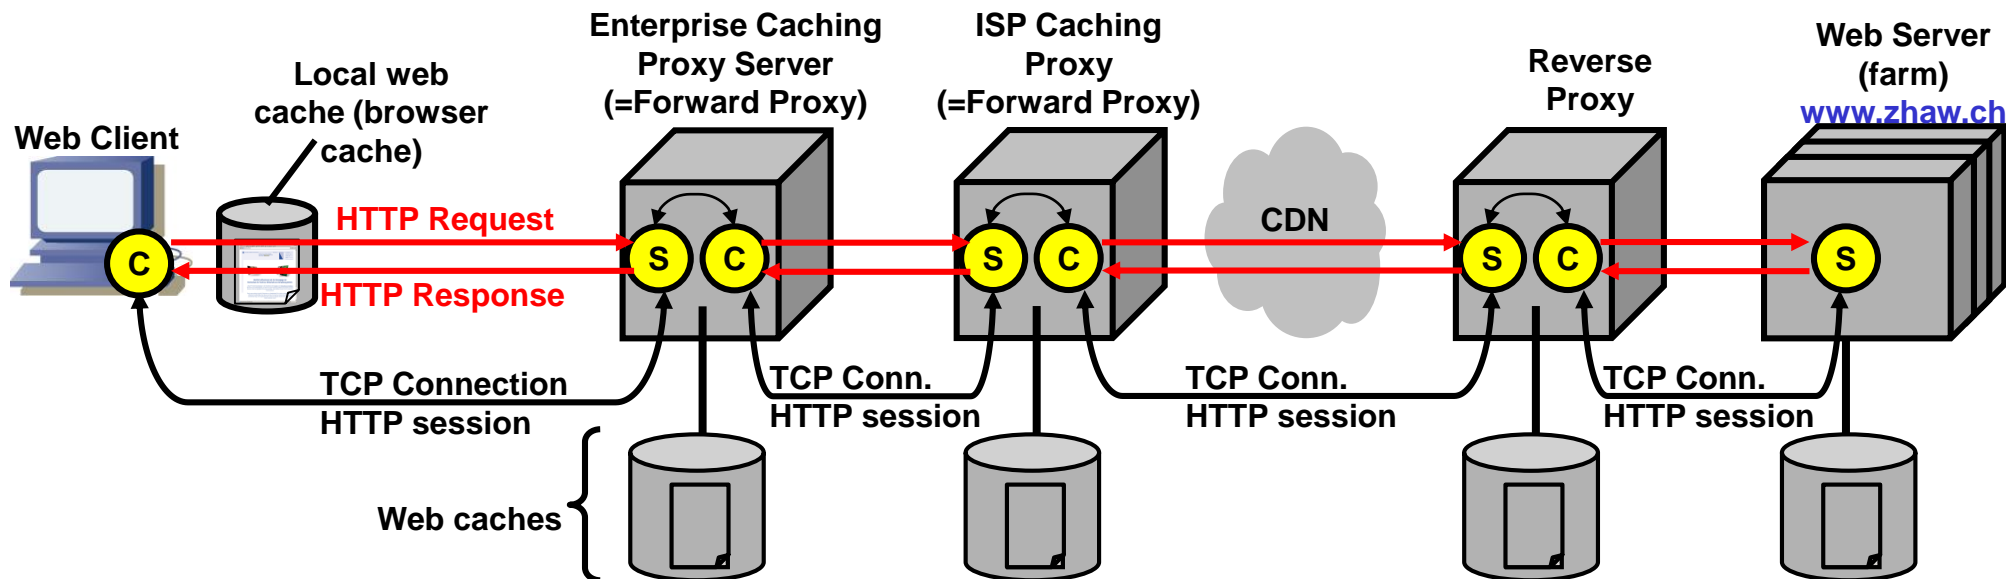 Enterprise Caching
Proxy Server
(=Forward Proxy)
ISP Caching
Proxy
(=Forward Proxy)
Reverse
Proxy
Web Server
(farm)
www.zhaw.ch
Local web
cache (browser
cache)
Web Client
HTTP Request
HTTP Response
CDN
C
S
C
S
C
S
C
S
TCP Connection
HTTP session
TCP Conn.
HTTP session
TCP Conn.
HTTP session
TCP Conn.
HTTP session
Web caches